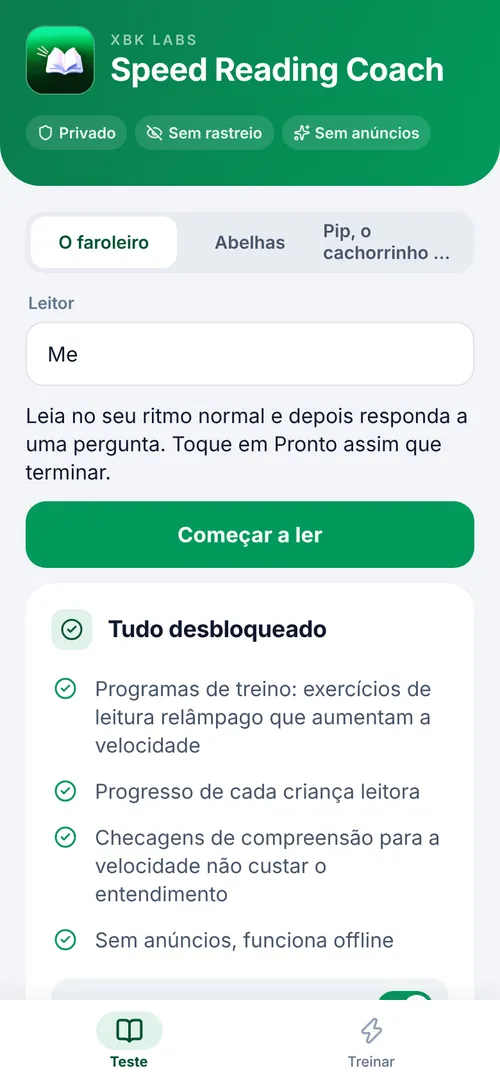 XBK LABS
Speed Reading Coach
Privado
Sem rastreio
Sem anúncios
O faroleiro
Abelhas
Pip, o
cachorrinho ...
Leitor
Me
Leia no seu ritmo normal e depois responda a
uma pergunta. Toque em Pronto assim que
terminar.
Começar a ler
Tudo desbloqueado
Programas de treino: exercícios de
leitura relâmpago que aumentam a
velocidade
Progresso de cada criança leitora
Checagens de compreensão para a
velocidade não custar o
entendimento
Sem anúncios, funciona offline
Teste
Treinar